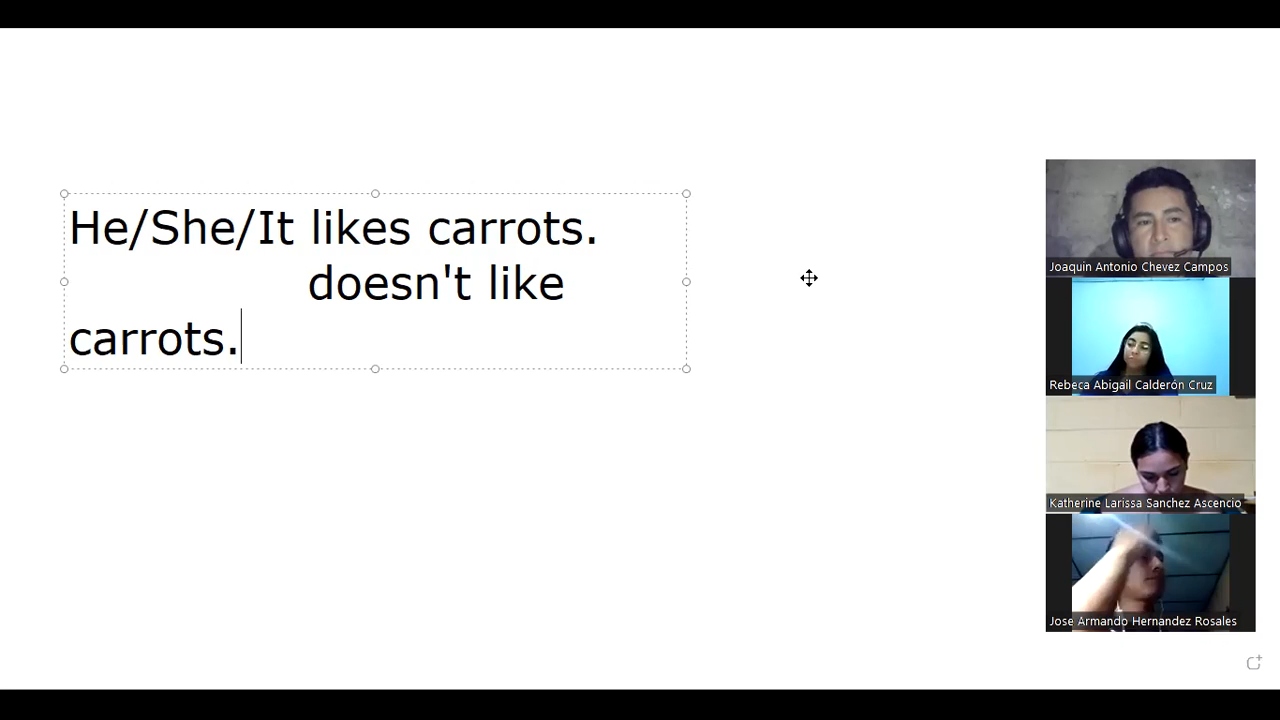 He/She/It likes carrots.
doesn't like
carrots.
Joaquin Antonio Chevez Campos
Rebeca Abigail Calderón Cruz
Katherine Larissa Sanchez Ascencio
Jose Armando Hernandez Rosales